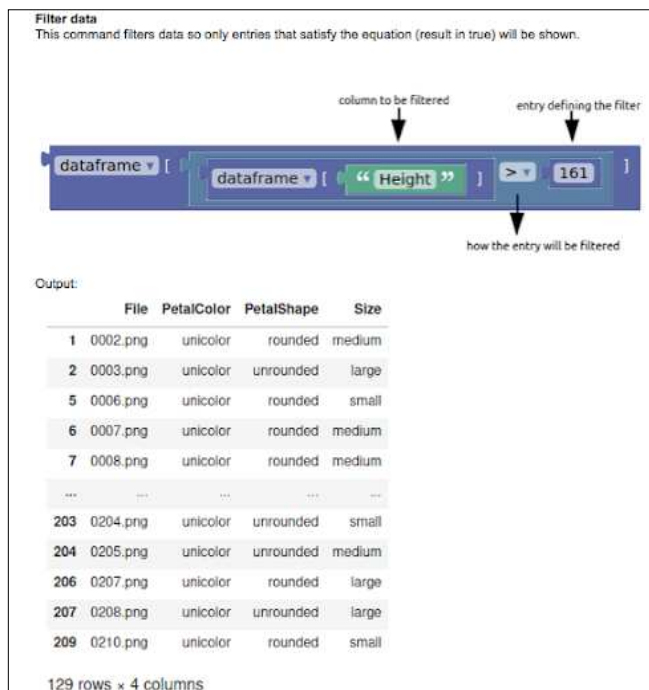 Filter data
This command filters data so only entries that satisfy the equation (result in true) will be shown.
column to be filtered
entry defining the filter
dataframe ▾ [ dataframe ▾ [ “ Height ” ] > ▾ 161 ]
how the entry will be filtered
Output:
File PetalColor PetalShape Size
1 0002.png unicolor rounded medium
2 0003.png unicolor unrounded large
5 0006.png unicolor rounded small
6 0007.png unicolor rounded medium
7 0008.png unicolor rounded medium
... ... ... ... ...
203 0204.png unicolor unrounded small
204 0205.png unicolor unrounded medium
206 0207.png unicolor rounded large
207 0208.png unicolor unrounded large
209 0210.png unicolor rounded small
129 rows × 4 columns